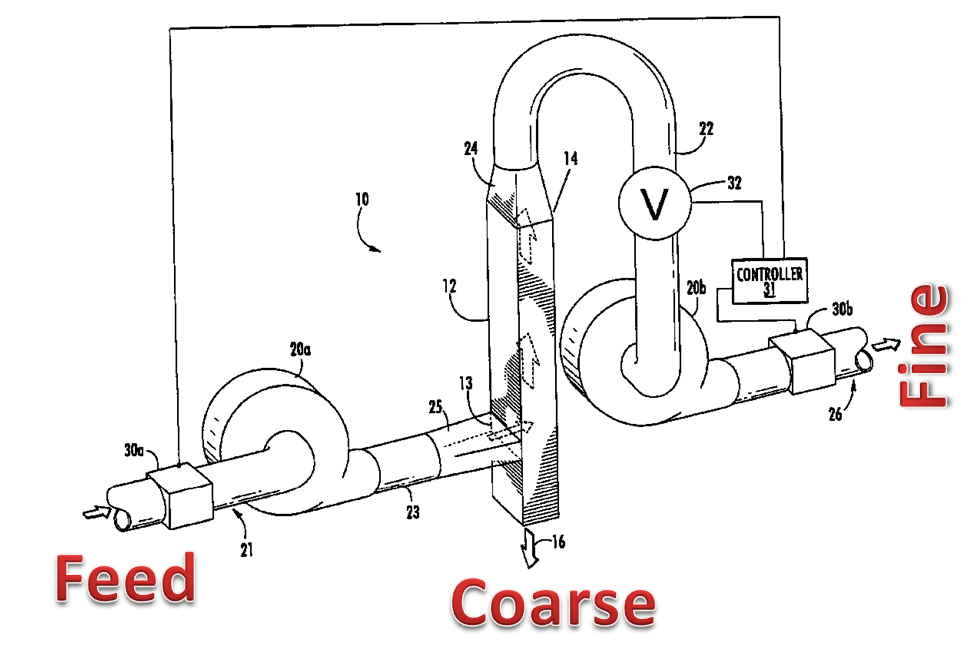 22
24
14
32
V
10
CONTROLLER
31
12
20b
30b
20a
13
25
26
30a
23
21
16
Feed
Coarse
Fine